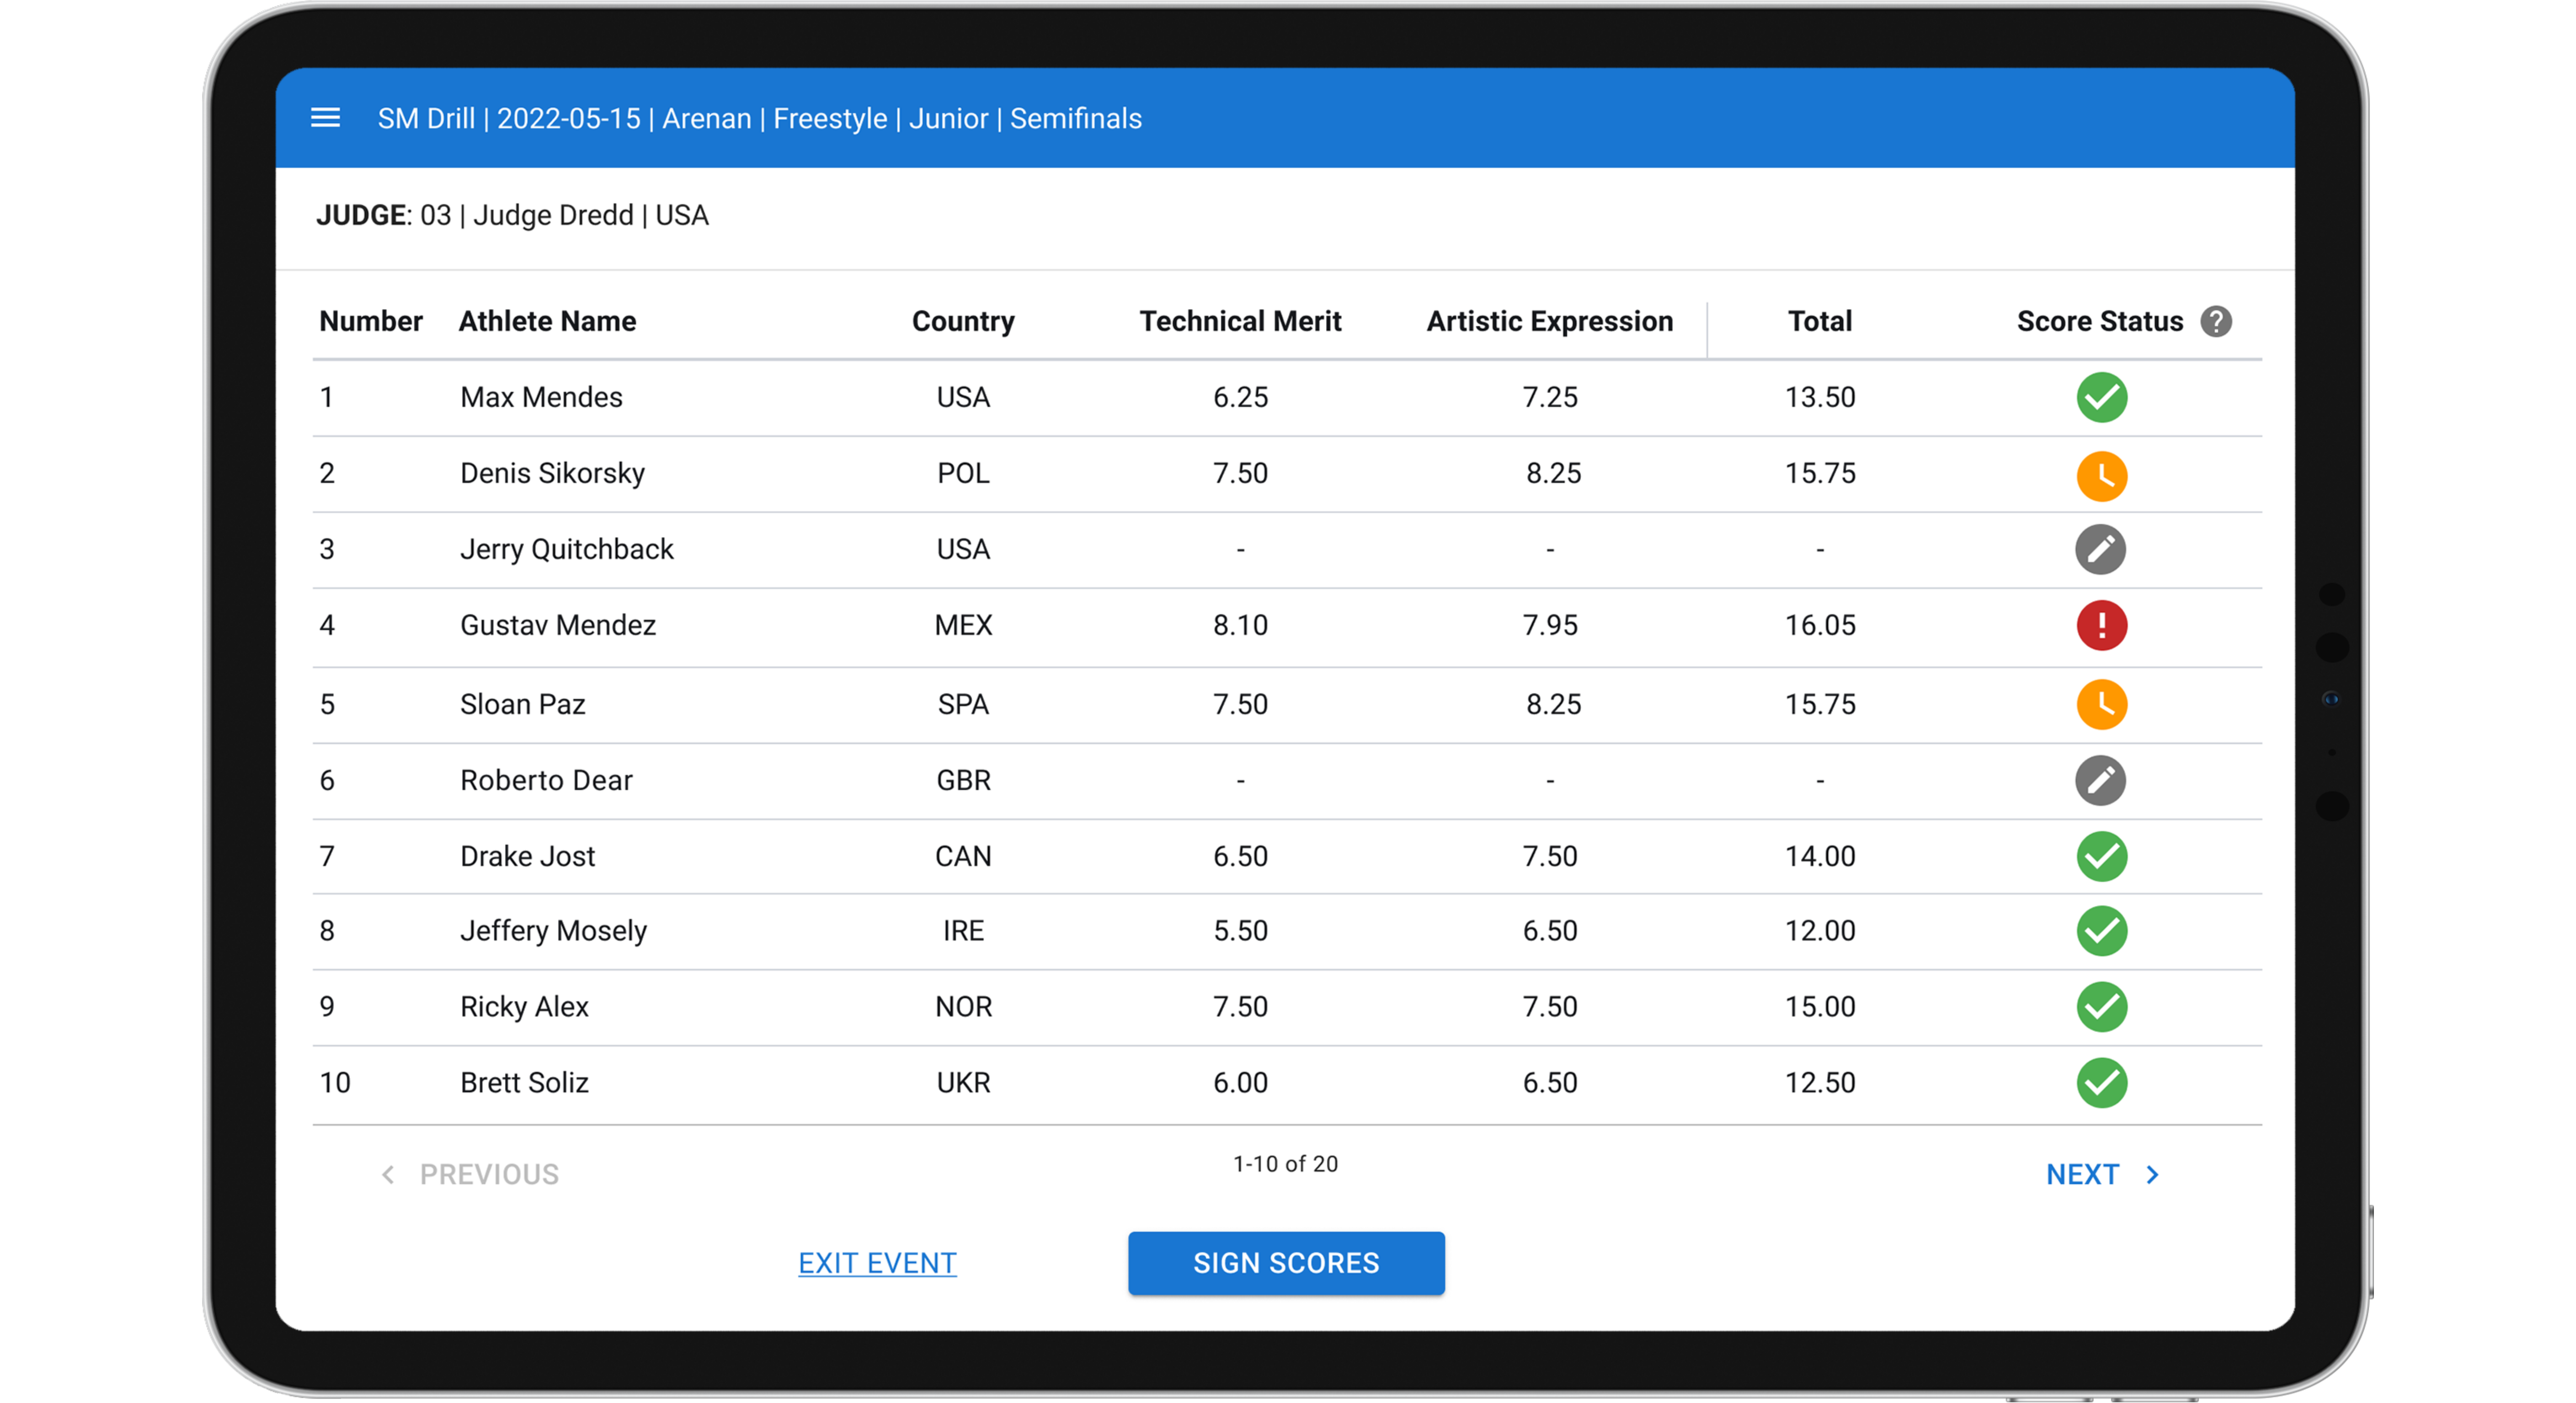 SM Drill | 2022-05-15 | Arenan | Freestyle | Junior | Semifinals
JUDGE: 03 | Judge Dredd | USA
Number Athlete Name Country Technical Merit Artistic Expression Total Score Status ?
1 Max Mendes USA 6.25 7.25 13.50
2 Denis Sikorsky POL 7.50 8.25 15.75
3 Jerry Quitchback USA - - -
4 Gustav Mendez MEX 8.10 7.95 16.05 !
5 Sloan Paz SPA 7.50 8.25 15.75
6 Roberto Dear GBR - - -
7 Drake Jost CAN 6.50 7.50 14.00
8 Jeffery Mosely IRE 5.50 6.50 12.00
9 Ricky Alex NOR 7.50 7.50 15.00
10 Brett Soliz UKR 6.00 6.50 12.50
PREVIOUS 1-10 of 20 NEXT
EXIT EVENT SIGN SCORES